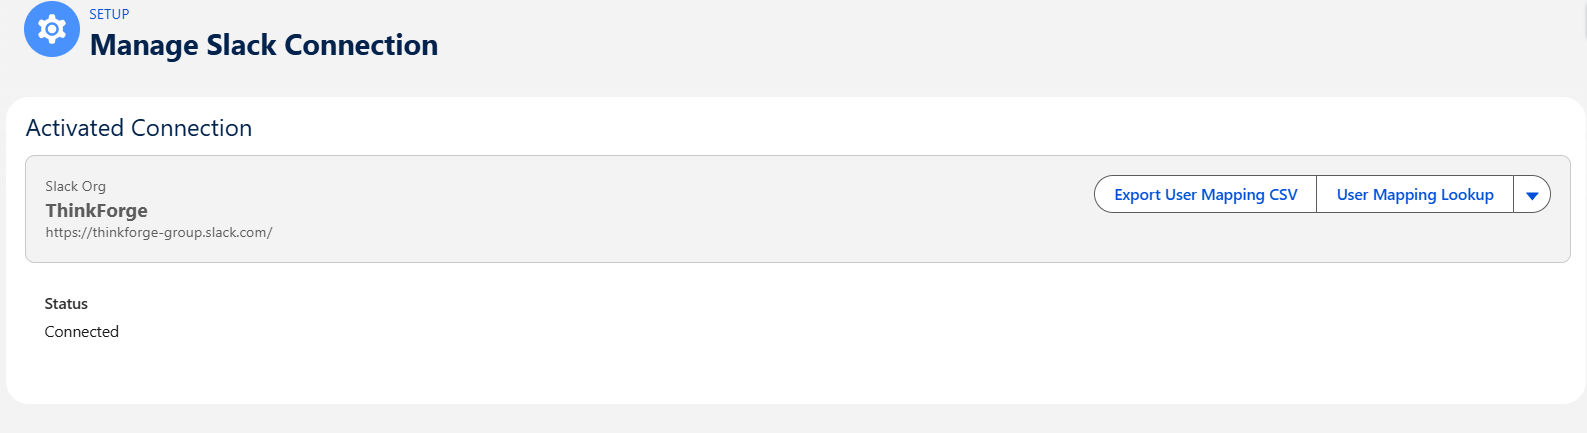 SETUP
Manage Slack Connection
Activated Connection
Slack Org
ThinkForge
https://thinkforge-group.slack.com/
Export User Mapping CSV
User Mapping Lookup
Status
Connected